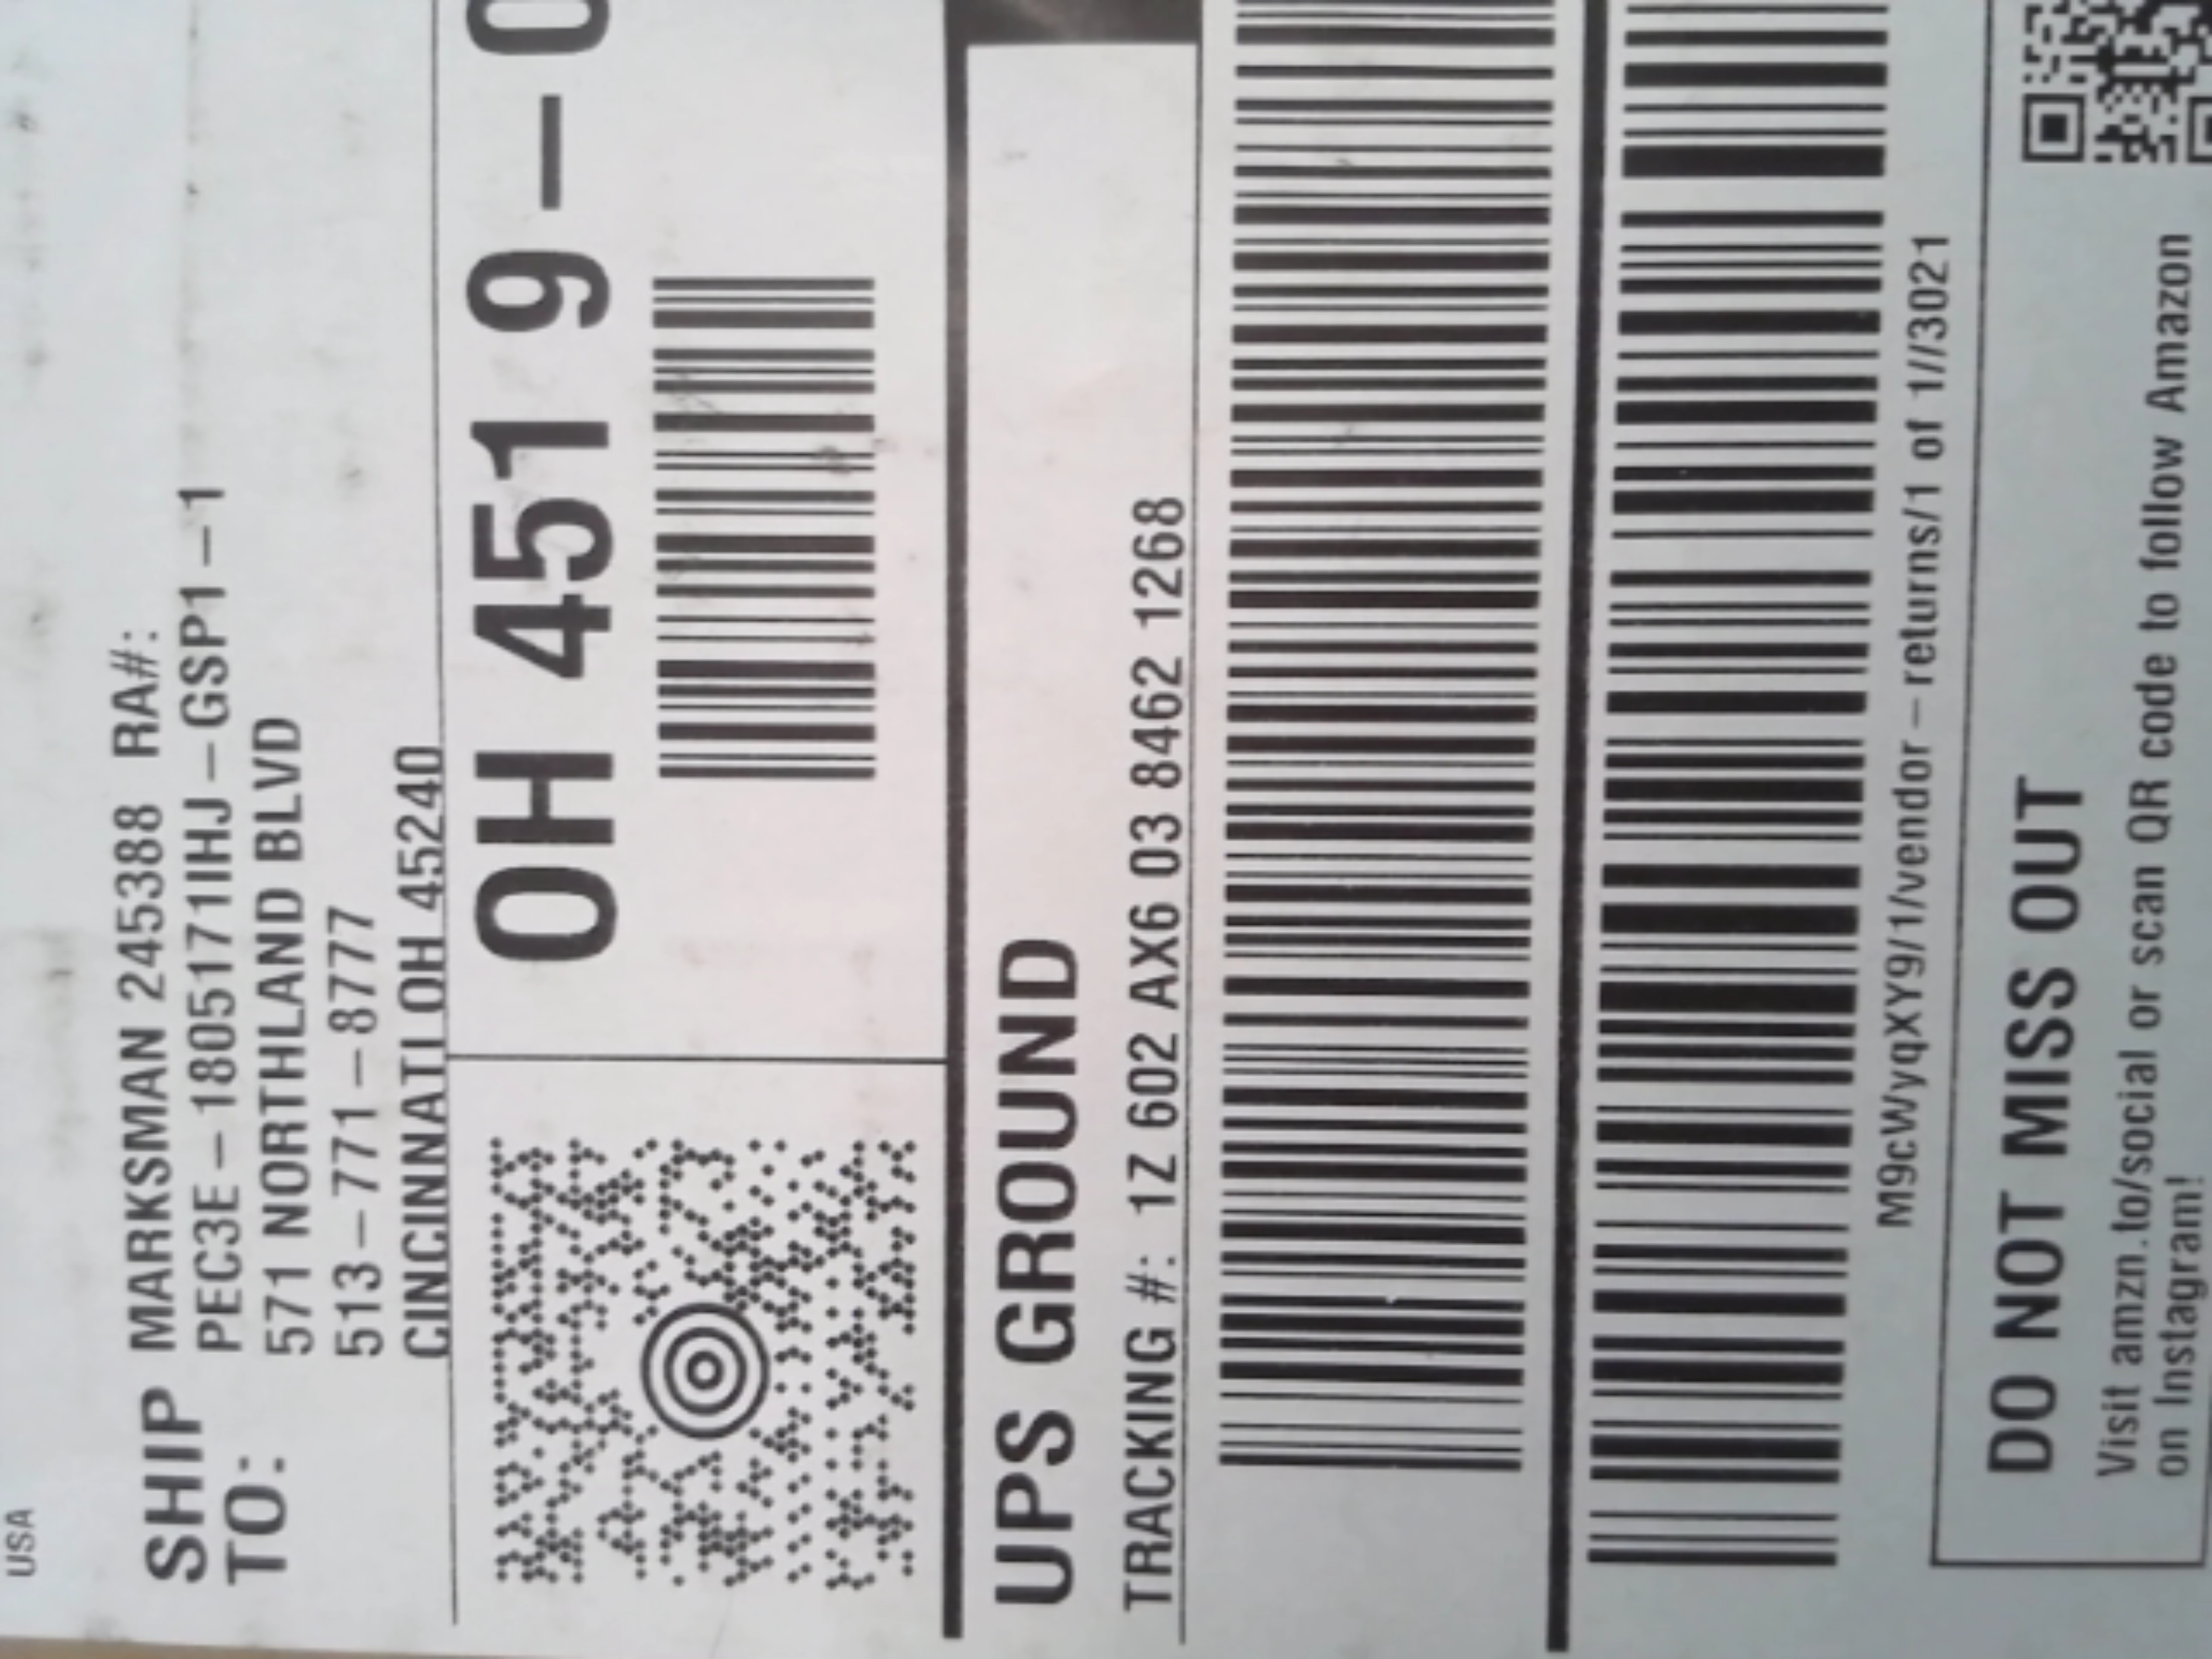 USA
SHIP
TO:
MARKSMAN 245388 RA#:
PEC3E-1805171IHJ-GSP1-1
571 NORTHLAND BLVD
513-771-8777
CINCINNATI OH 45240
OH 451 9-0
UPS GROUND
TRACKING #: 1Z 602 AX6 03 8462 1268
M9cWyqXY9/1/vendor-returns/1 of 1//3021
DO NOT MISS OUT
Visit amzn.to/social or scan QR code to follow Amazon
on Instagram!